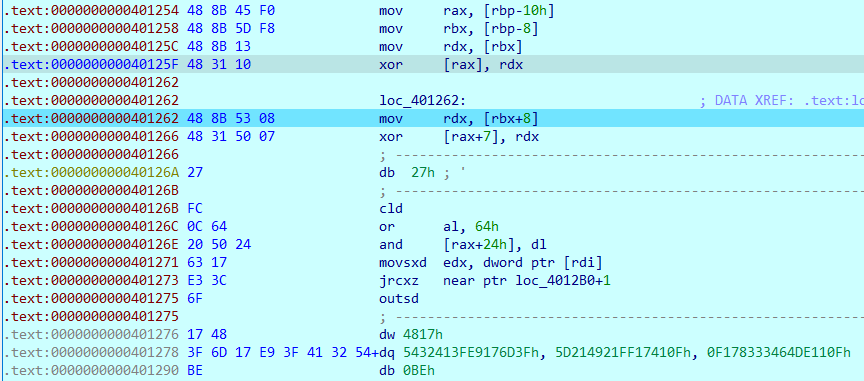 .text:0000000000401254 48 8B 45 F0 mov rax, [rbp-10h]
.text:0000000000401258 48 8B 5D F8 mov rbx, [rbp-8]
.text:000000000040125C 48 8B 13 mov rdx, [rbx]
.text:000000000040125F 48 31 10 xor [rax], rdx
.text:0000000000401262
.text:0000000000401262 loc_401262: ; DATA XREF: .text:lo
.text:0000000000401262 48 8B 53 08 mov rdx, [rbx+8]
.text:0000000000401266 48 31 50 07 xor [rax+7], rdx
.text:0000000000401266 ; ---------------------------------------------------------------
.text:000000000040126A 27 db 27h ; '
.text:000000000040126B ; ---------------------------------------------------------------
.text:000000000040126B FC cld
.text:000000000040126C 0C 64 or al, 64h
.text:000000000040126E 20 50 24 and [rax+24h], dl
.text:0000000000401271 63 17 movsxd edx, dword ptr [rdi]
.text:0000000000401273 E3 3C jrcxz near ptr loc_4012B0+1
.text:0000000000401275 6F outsd
.text:0000000000401275 ; ---------------------------------------------------------------
.text:0000000000401276 17 48 dw 4817h
.text:0000000000401278 3F 6D 17 E9 3F 41 32 54+dq 5432413FE9176D3Fh, 5D214921FF17410Fh, 0F178333464DE110Fh
.text:0000000000401290 BE db 0BEh